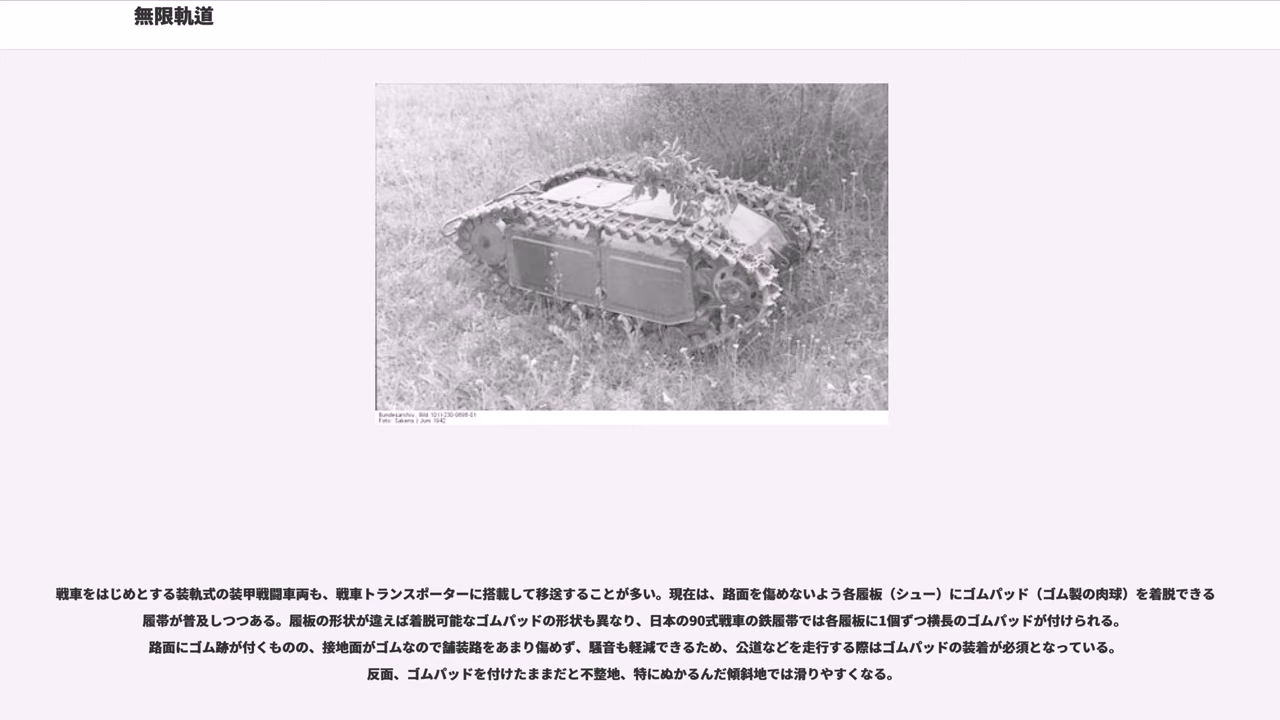 無限軌道
Bundesarchiv, Bild 101I-230-0698-01
Foto: Sakens | Juni 1942
戦車をはじめとする装軌式の装甲戦闘車両も、戦車トランスポーターに搭載して移送することが多い。現在は、路面を傷めないよう各履板（シュー）にゴムパッド（ゴム製の肉球）を着脱できる
履帯が普及しつつある。履板の形状が違えば着脱可能なゴムパッドの形状も異なり、日本の90式戦車の鉄履帯では各履板に1個ずつ横長のゴムパッドが付けられる。
路面にゴム跡が付くものの、接地面がゴムなので舗装路をあまり傷めず、騒音も軽減できるため、公道などを走行する際はゴムパッドの装着が必須となっている。
反面、ゴムパッドを付けたままだと不整地、特にぬかるんだ傾斜地では滑りやすくなる。